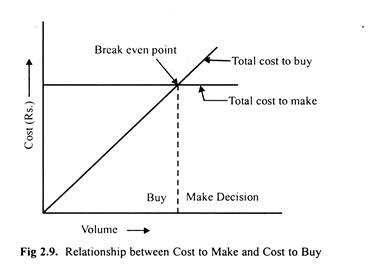 Break even point
Total cost to buy
Total cost to make
Cost (Rs.)
Buy
Make Decision
Volume
Fig 2.9. Relationship between Cost to Make and Cost to Buy